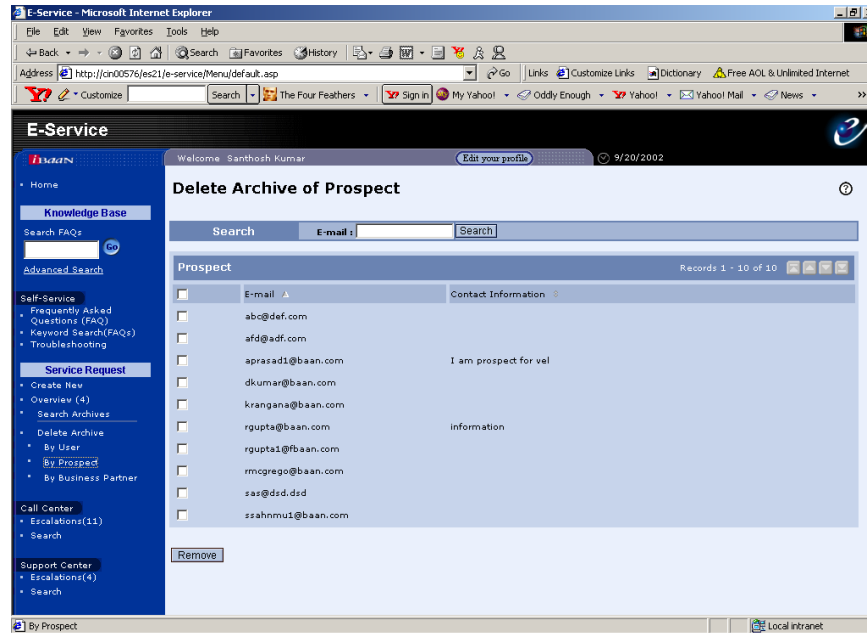 E-Service - Microsoft Internet Explorer
File Edit View Favorites Tools Help
Back Search Favorites History
Address http://cin00576/es21/e-service/Menu/default.asp Go Links Customize Links Dictionary Free AOL & Unlimited Internet
Y! Customize Search The Four Feathers Sign in My Yahoo! Oddly Enough Yahoo! Yahoo! Mail News »
E-Service
iBaan
Welcome Santhosh Kumar Edit your profile 9/20/2002
Home
Delete Archive of Prospect
Knowledge Base
Search FAQs
Go
Advanced Search
Search E-mail : Search
Prospect Records 1 - 10 of 10
E-mail Contact Information
abc@def.com
afd@adf.com
aprasad1@baan.com I am prospect for vel
dkumar@baan.com
krangana@baan.com
rgupta@baan.com information
rgupta1@fbaan.com
rmcgrego@baan.com
sas@dsd.dsd
ssahnmu1@baan.com
Remove
Self-Service
Frequently Asked
Questions (FAQ)
Keyword Search(FAQs)
Troubleshooting
Service Request
Create New
Overview (4)
Search Archives
Delete Archive
By User
By Prospect
By Business Partner
Call Center
Escalations(11)
Search
Support Center
Escalations(4)
Search
By Prospect Local intranet